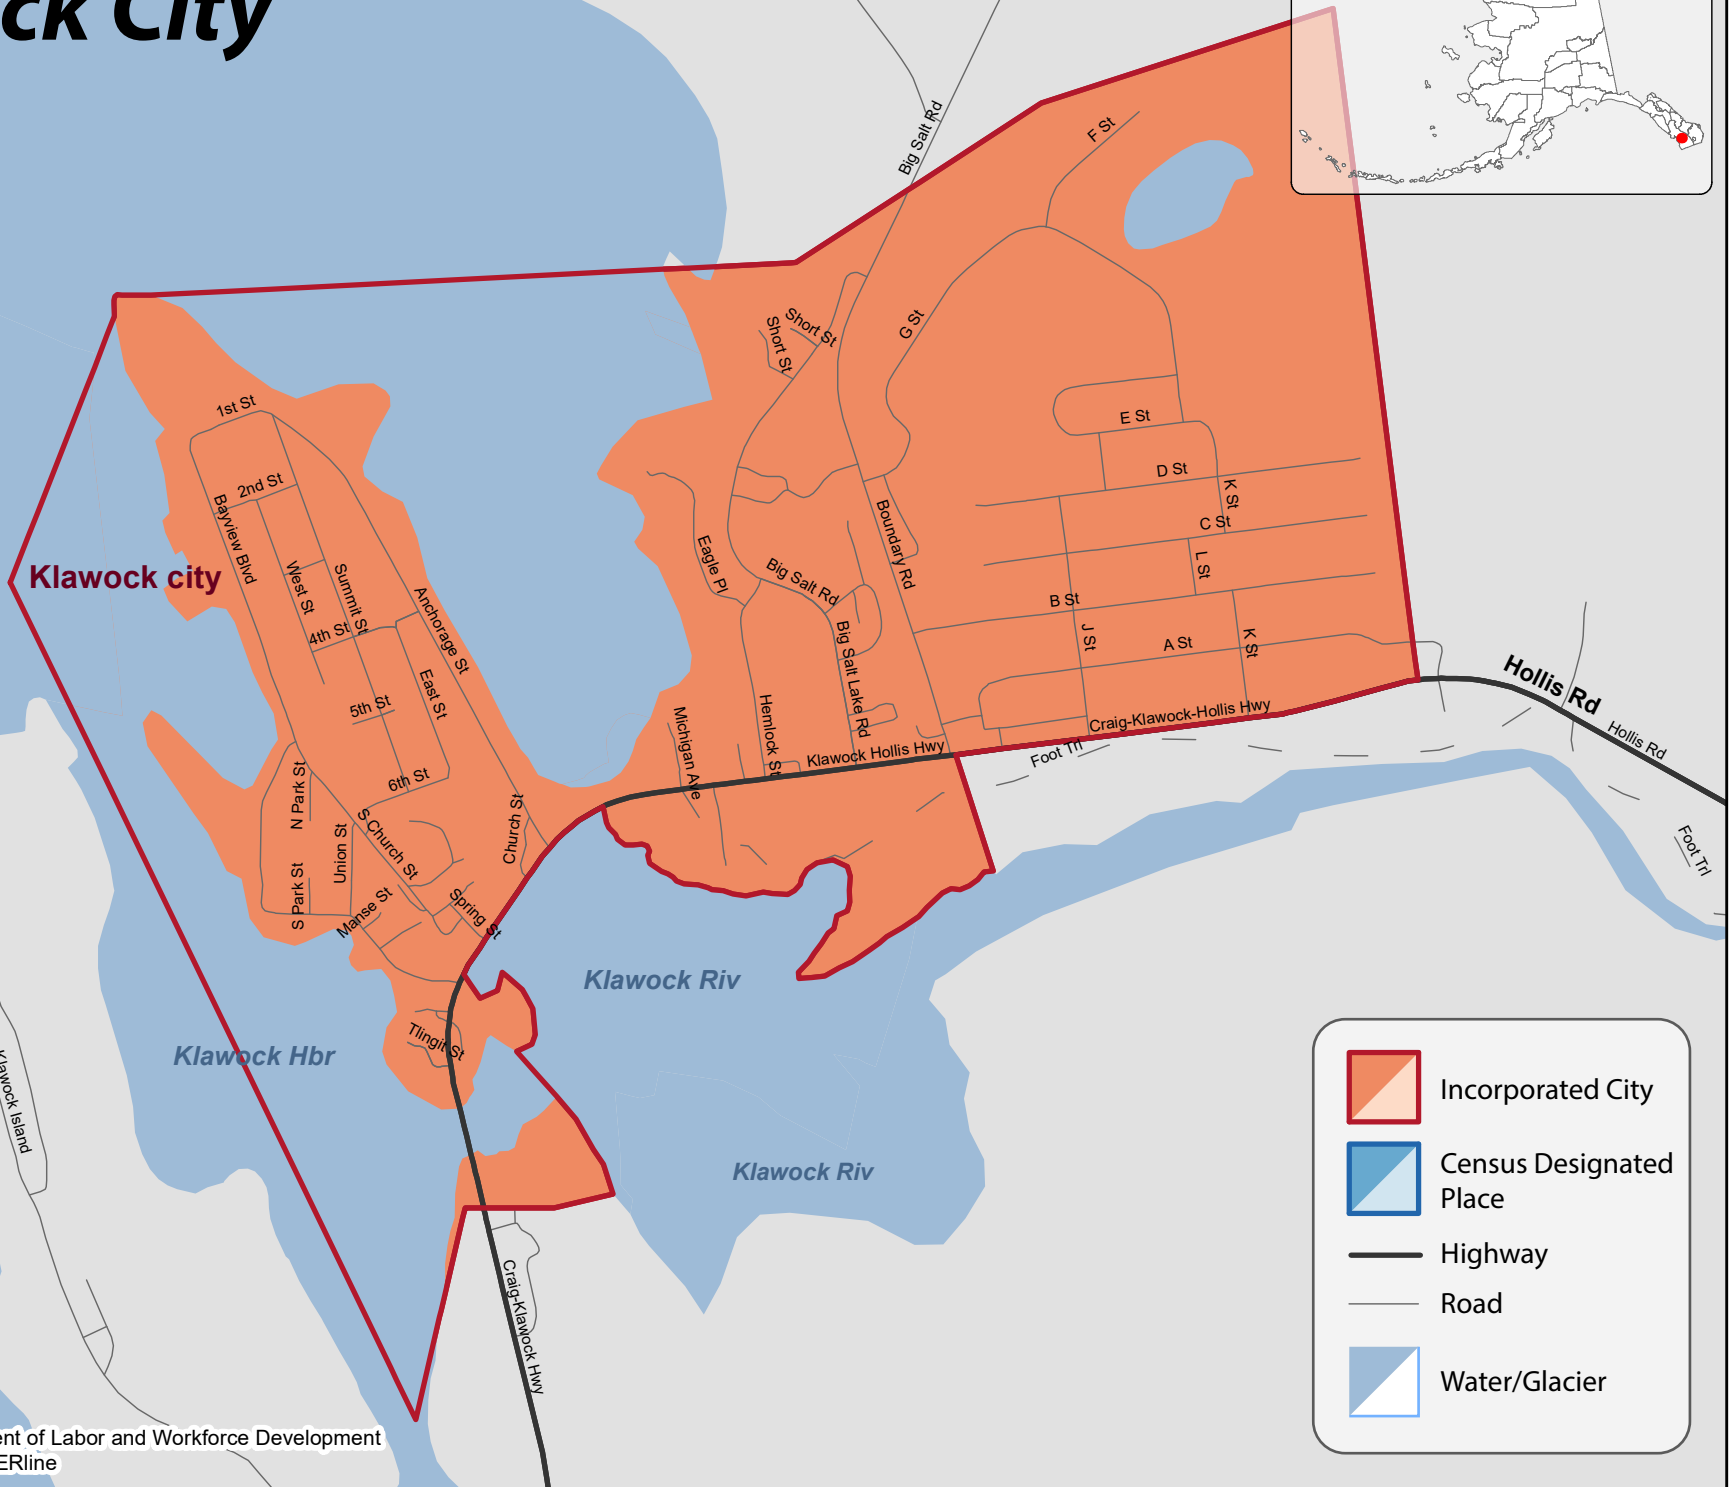 ck City
Big Salt Rd
F St
Short St
Short St
G St
1st St
E St
2nd St
D St
K St
Bayview Blvd
Boundary Rd
C St
Eagle Pl
L St
Klawock city
West St
Summit St
Big Salt Rd
B St
Anchorage St
4th St
Big Salt Lake Rd
J St
A St
K St
East St
Hollis Rd
5th St
Hemlock St
Michigan Ave
Craig-Klawock-Hollis Hwy
Klawock Hollis Hwy
Foot Trl
Hollis Rd
6th St
N Park St
S Church St
Church St
Union St
Foot Trl
S Park St
Manse St
Spring St
Klawock Riv
Tlingit St
Klawock Hbr
Klawock Island
Klawock Riv
Craig-Klawock Hwy
Incorporated City
Census Designated
Place
Highway
Road
Water/Glacier
ent of Labor and Workforce Development
ERline